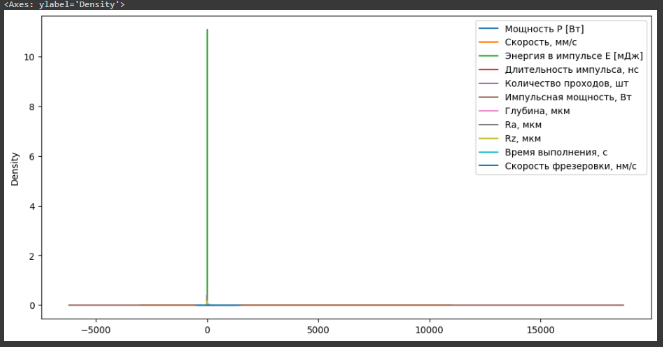 <Axes: ylabel='Density'>
Мощность P [Вт]
Скорость, мм/с
Энергия в импульсе E [мДж]
Длительность импульса, нс
Количество проходов, шт
Импульсная мощность, Вт
Глубина, мкм
Ra, мкм
Rz, мкм
Время выполнения, с
Скорость фрезеровки, нм/с
Density
10
8
6
4
2
0
−5000
0
5000
10000
15000